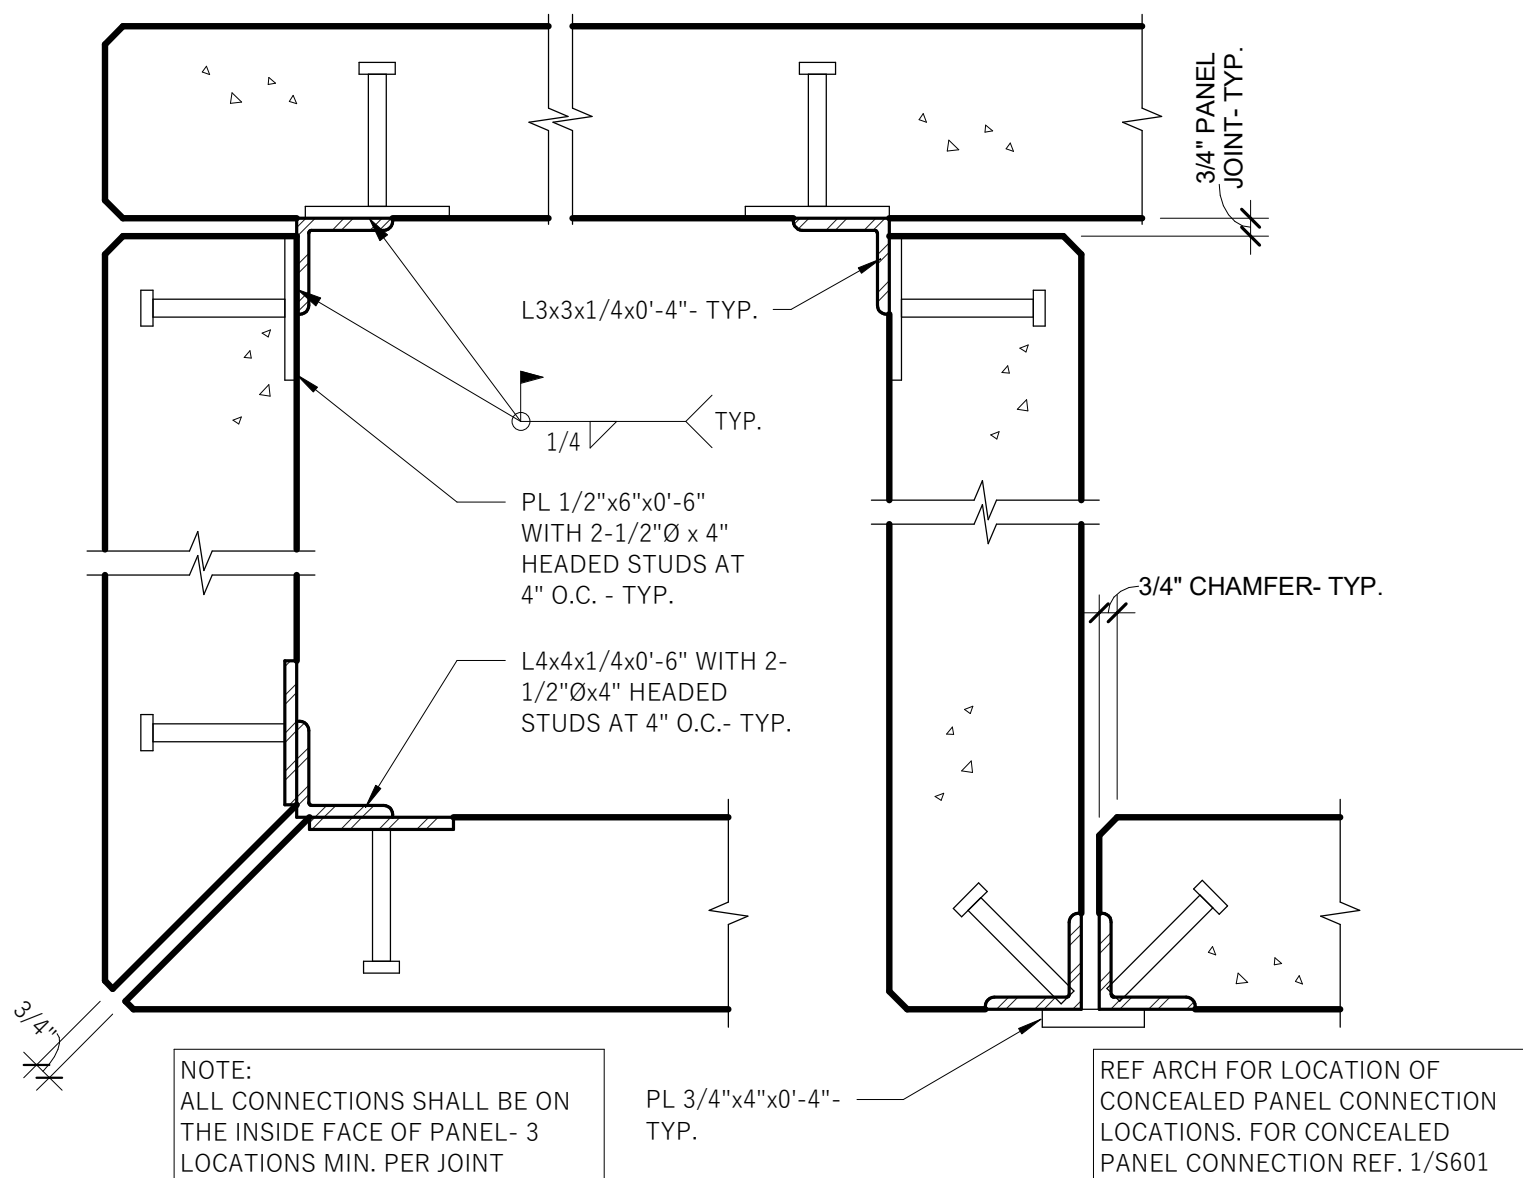 3/4" PANEL
JOINT- TYP.
L3x3x1/4x0'-4"- TYP.
TYP.
1/4
PL 1/2"x6"x0'-6"
WITH 2-1/2"Ø x 4"
HEADED STUDS AT
4" O.C. - TYP.
3/4" CHAMFER- TYP.
L4x4x1/4x0'-6" WITH 2-
1/2"Øx4" HEADED
STUDS AT 4" O.C.- TYP.
3/4"
NOTE:
ALL CONNECTIONS SHALL BE ON
THE INSIDE FACE OF PANEL- 3
LOCATIONS MIN. PER JOINT
PL 3/4"x4"x0'-4"-
TYP.
REF ARCH FOR LOCATION OF
CONCEALED PANEL CONNECTION
LOCATIONS. FOR CONCEALED
PANEL CONNECTION REF. 1/S601